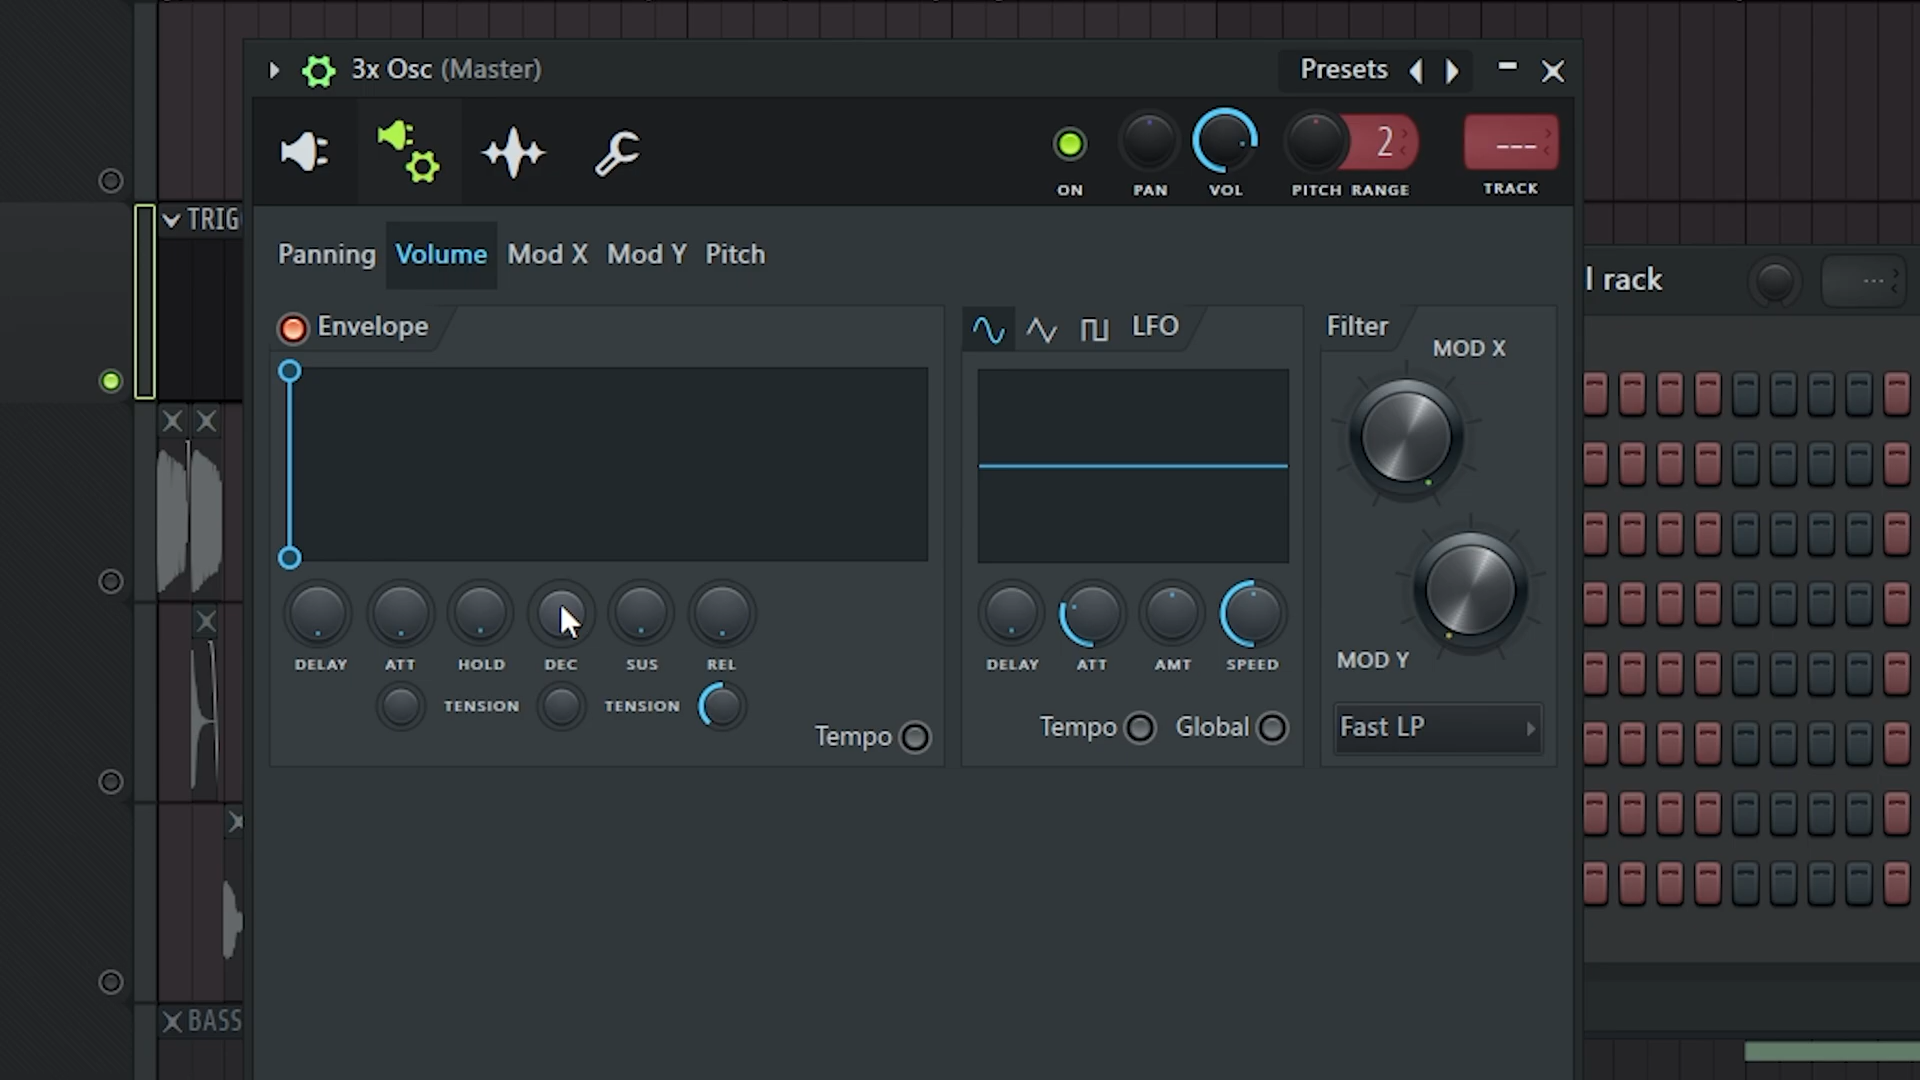 3x Osc (Master)
Presets
2
---
ON
PAN
VOL
PITCH RANGE
TRACK
TRIG
Panning
Volume
Mod X
Mod Y
Pitch
l rack
---
Envelope
LFO
Filter
MOD X
DELAY
ATT
HOLD
DEC
SUS
REL
DELAY
ATT
AMT
SPEED
MOD Y
TENSION
TENSION
Tempo
Tempo
Global
Fast LP
BASS